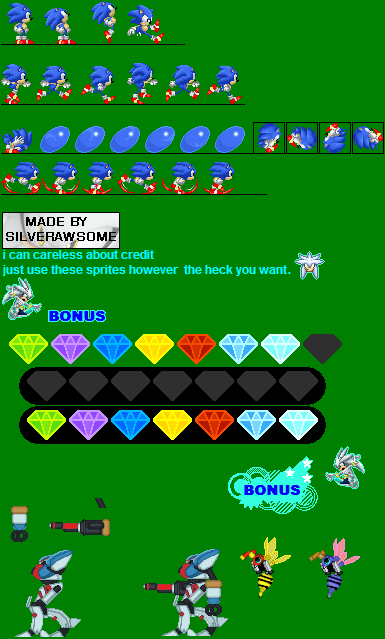 MADE BY
SILVERAWSOME
i can careless about credit
just use these sprites however the heck you want.
BONUS
BONUS